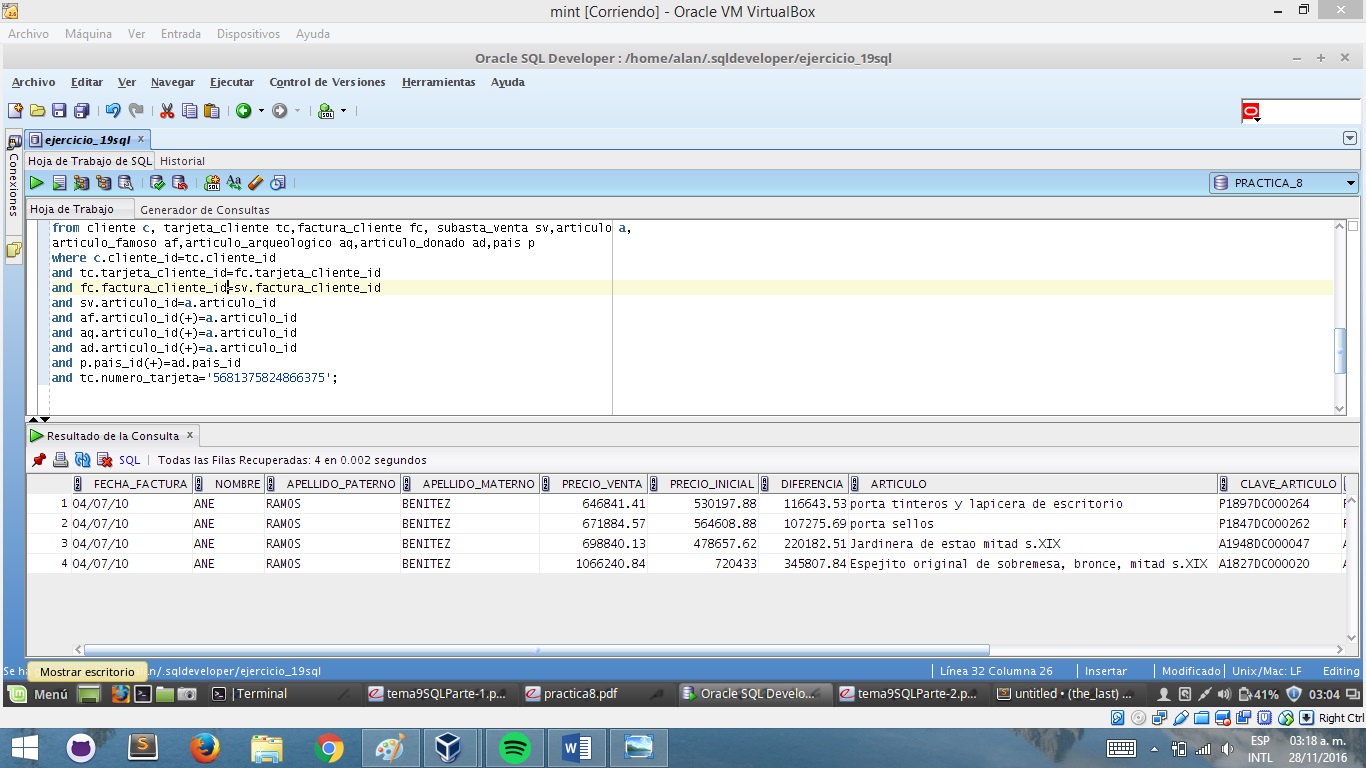 mint [Corriendo] - Oracle VM VirtualBox
Archivo Máquina Ver Entrada Dispositivos Ayuda
Oracle SQL Developer : /home/alan/.sqldeveloper/ejercicio_19sql
Archivo Editar Ver Navegar Ejecutar Control de Versiones Herramientas Ayuda
ejercicio_19sql
Conexiones
Hoja de Trabajo de SQL Historial
PRACTICA_8
Hoja de Trabajo Generador de Consultas
from cliente c, tarjeta_cliente tc,factura_cliente fc, subasta_venta sv,articulo a,
articulo_famoso af,articulo_arqueologico aq,articulo_donado ad,pais p
where c.cliente_id=tc.cliente_id
and tc.tarjeta_cliente_id=fc.tarjeta_cliente_id
and fc.factura_cliente_id=sv.factura_cliente_id
and sv.articulo_id=a.articulo_id
and af.articulo_id(+)=a.articulo_id
and aq.articulo_id(+)=a.articulo_id
and ad.articulo_id(+)=a.articulo_id
and p.pais_id(+)=ad.pais_id
and tc.numero_tarjeta='5681375824866375';
Resultado de la Consulta x
SQL | Todas las Filas Recuperadas: 4 en 0.002 segundos
FECHA_FACTURA NOMBRE APELLIDO_PATERNO APELLIDO_MATERNO PRECIO_VENTA PRECIO_INICIAL DIFERENCIA ARTICULO CLAVE_ARTICULO
1 04/07/10 ANE RAMOS BENITEZ 646841.41 530197.88 116643.53 porta tinteros y lapicera de escritorio P1897DC000264
2 04/07/10 ANE RAMOS BENITEZ 671884.57 564608.88 107275.69 porta sellos P1847DC000262
3 04/07/10 ANE RAMOS BENITEZ 698840.13 478657.62 220182.51 Jardinera de estao mitad s.XIX A1948DC000047
4 04/07/10 ANE RAMOS BENITEZ 1066240.84 720433 345807.84 Espejito original de sobremesa, bronce, mitad s.XIX A1827DC000020
Mostrar escritorio
Línea 32 Columna 26 Insertar Modificado Unix/Mac: LF Editing
Menú Terminal tema9SQLParte-1.p... practica8.pdf Oracle SQL Develo... tema9SQLParte-2.p... untitled • (the_last) ... 41% 03:04
Right Ctrl
ESP 03:18 a. m.
INTL 28/11/2016